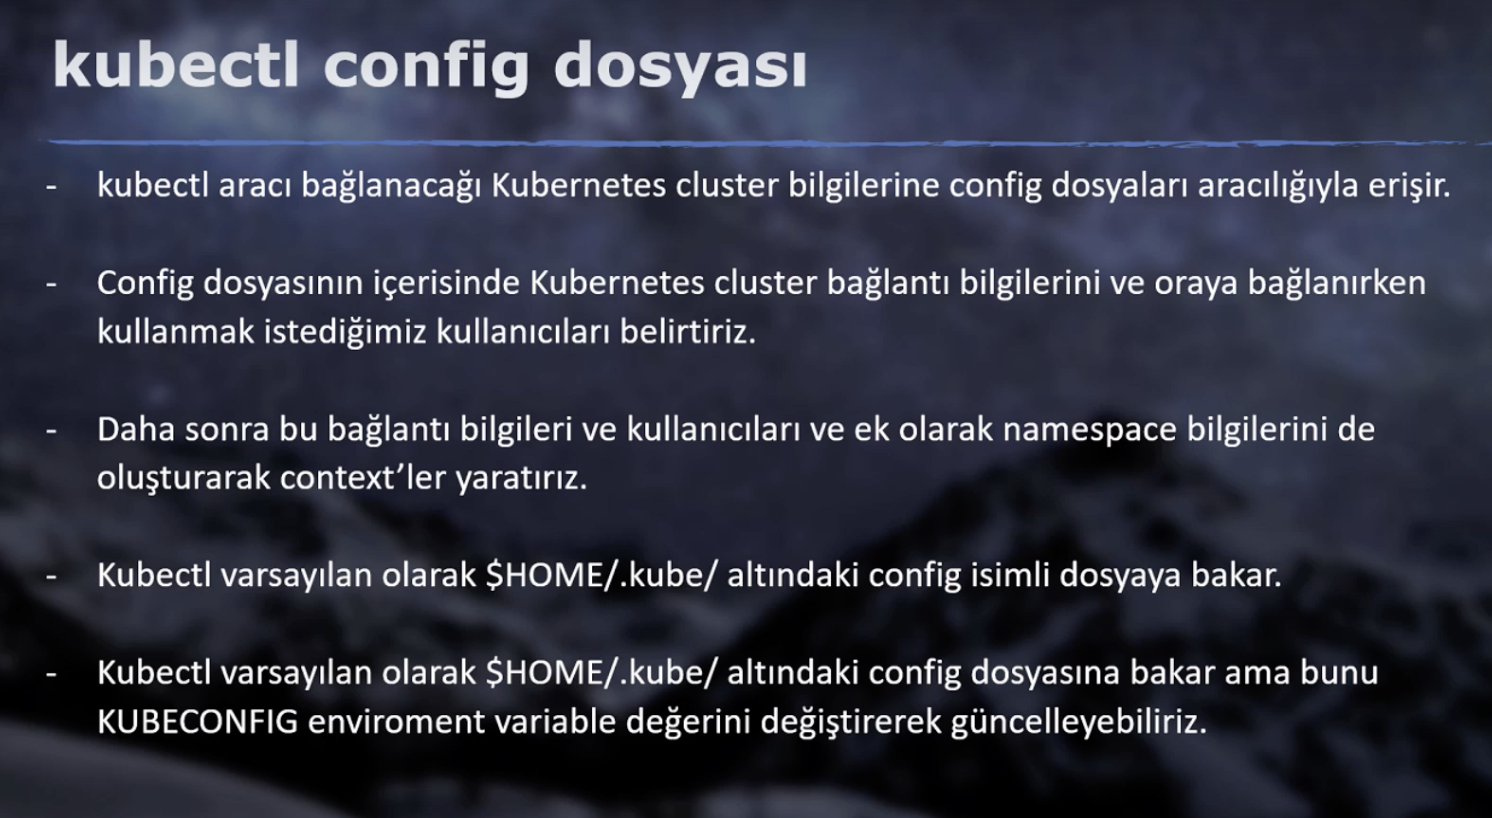 kubectl config dosyası
- kubectl aracı bağlanacağı Kubernetes cluster bilgilerine config dosyaları aracılığıyla erişir.
- Config dosyasının içerisinde Kubernetes cluster bağlantı bilgilerini ve oraya bağlanırken
kullanmak istediğimiz kullanıcıları belirtiriz.
- Daha sonra bu bağlantı bilgileri ve kullanıcıları ve ek olarak namespace bilgilerini de
oluşturarak context’ler yaratırız.
- Kubectl varsayılan olarak $HOME/.kube/ altındaki config isimli dosyaya bakar.
- Kubectl varsayılan olarak $HOME/.kube/ altındaki config dosyasına bakar ama bunu
KUBECONFIG enviroment variable değerini değiştirerek güncelleyebiliriz.